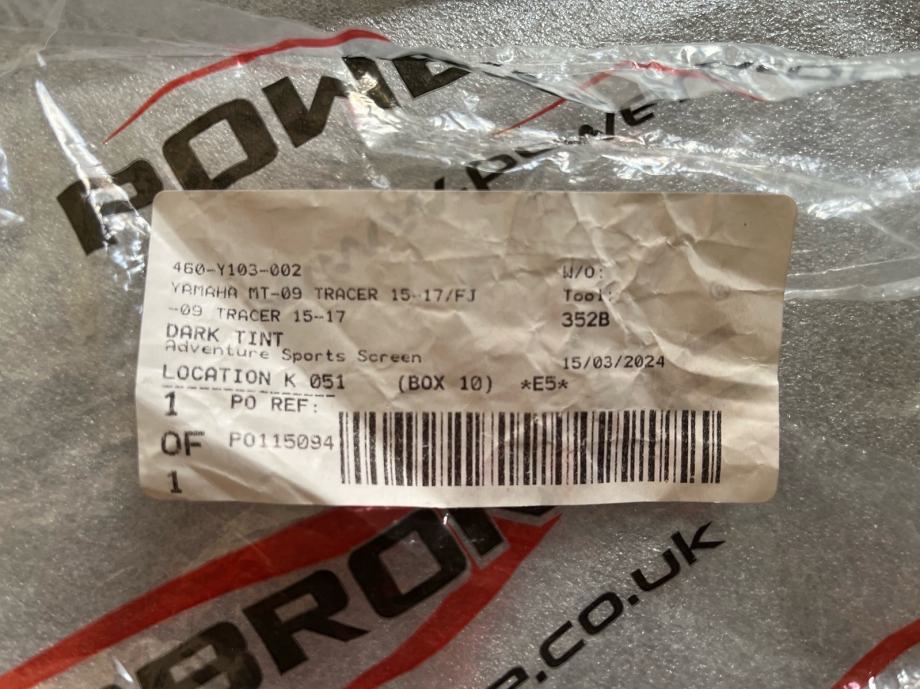 460-Y103-002
YAMAHA MT-09 TRACER 15-17/FJ
-09 TRACER 15-17
DARK TINT
Adventure Sports Screen
LOCATION K 051 (BOX 10) *E5*
W/O:
Tool:
352B
15/03/2024
1
OF
1
PO REF:
PO115094
.co.uk